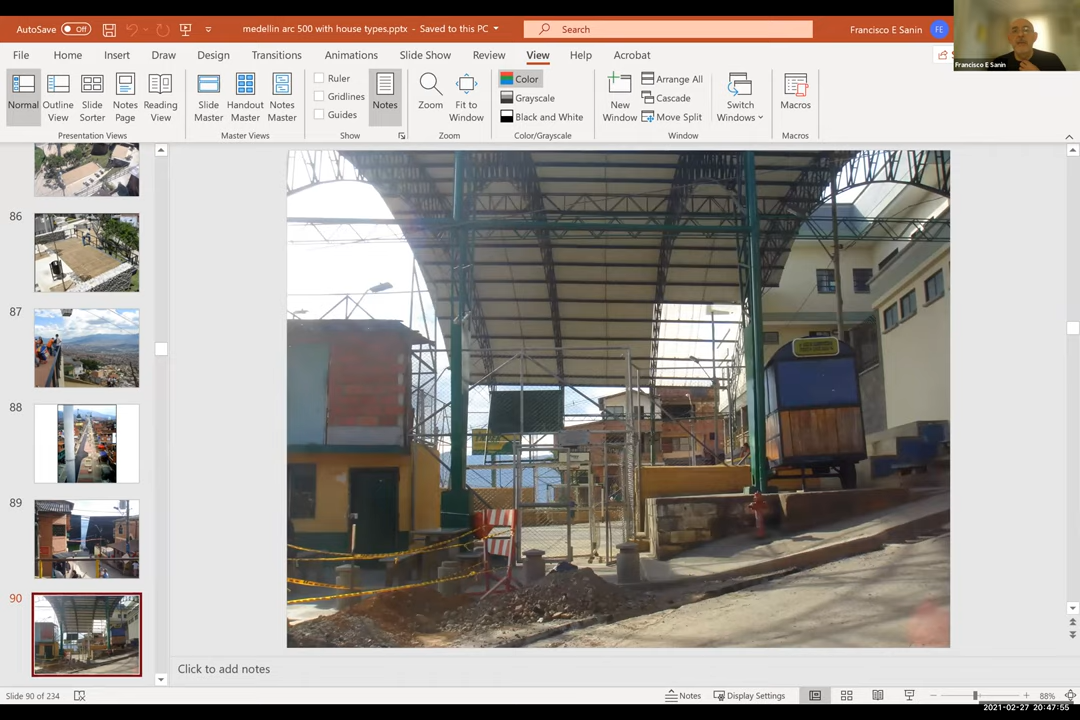 AutoSave Off medellin arc 500 with house types.pptx - Saved to this PC Search Francisco E Sanin FE
Francisco E Sanin
File Home Insert Draw Design Transitions Animations Slide Show Review View Help Acrobat
Normal Outline View Slide Sorter Notes Page Reading View
Presentation Views
Slide Master Handout Master Notes Master
Master Views
Ruler
Gridlines
Guides
Show
Notes
Zoom Fit to Window
Zoom
Color
Grayscale
Black and White
Color/Grayscale
New Window
Arrange All
Cascade
Move Split
Switch Windows
Window
Macros
Macros
86
87
88
89
90
Click to add notes
Slide 90 of 234 Notes Display Settings 88%
2021-02-27 20:47:55